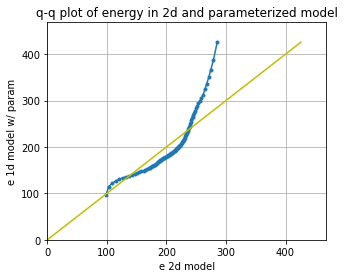 q-q plot of energy in 2d and parameterized model
400
300
200
100
0
e 1d model w/ param
0 100 200 300 400
e 2d model